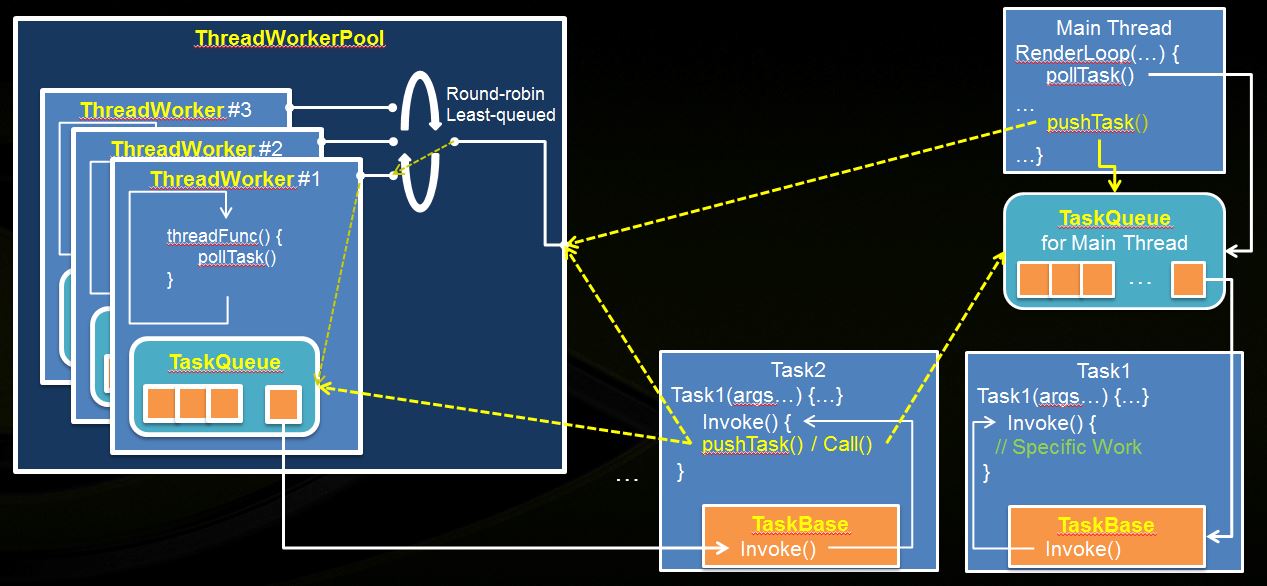 ThreadWorkerPool
Round-robin
Least-queued
ThreadWorker #3
ThreadWorker #2
ThreadWorker #1
threadFunc() {
pollTask()
}
TaskQueue
Main Thread
RenderLoop(…) {
pollTask()
…
pushTask()
…}
TaskQueue
for Main Thread
…
…
Task2
Task1(args…) {…}
Invoke() {
pushTask() / Call()
}
TaskBase
Invoke()
Task1
Task1(args…) {…}
Invoke() {
// Specific Work
}
TaskBase
Invoke()